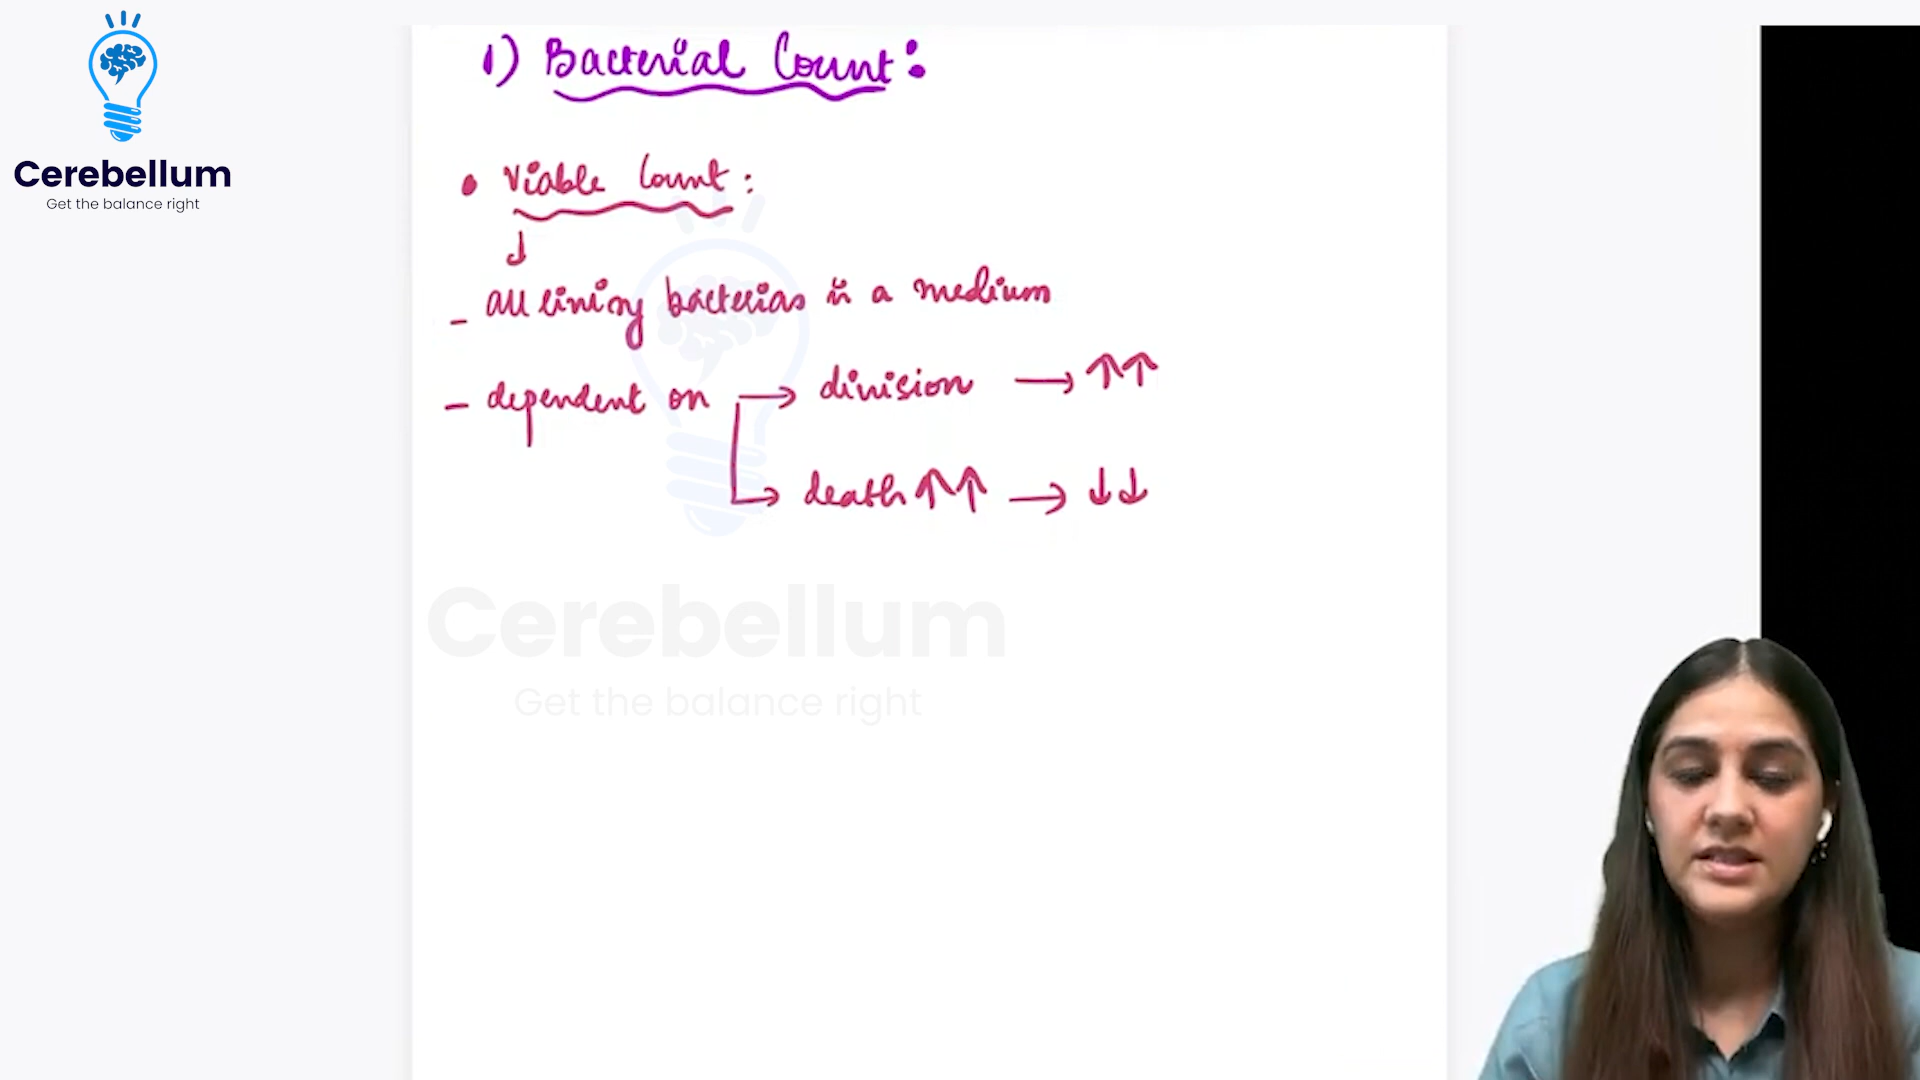 Cerebellum
Get the balance right
1) Bacterial Count:
• Viable Count:
↓
- all living bacterias in a medium
- dependent on → division → ↑↑
→ death ↑↑ → ↓↓
Cerebellum
Get the balance right